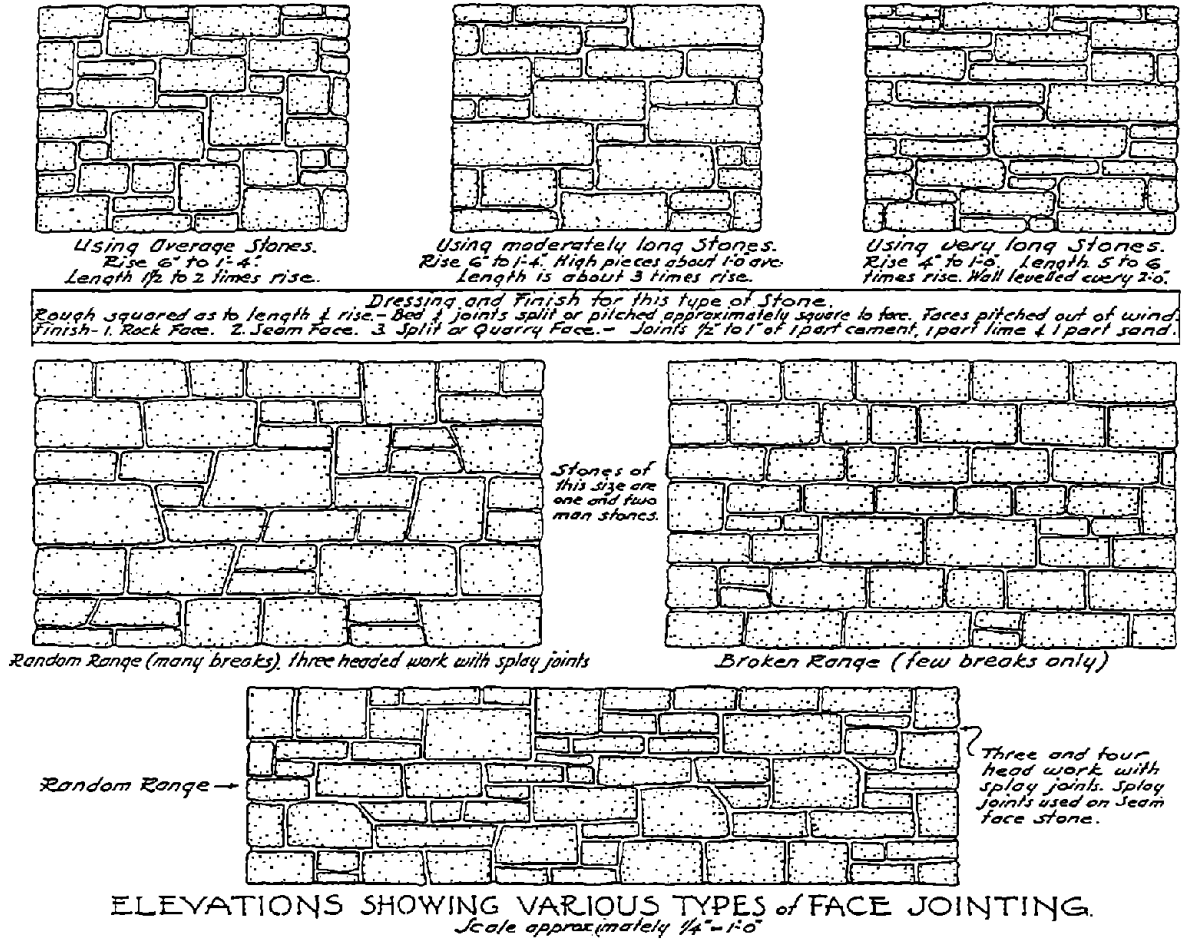 Using Average Stones.
Rise 6" to 1'-4".
Length 1½ to 2 times rise.
Using moderately long Stones.
Rise 6" to 1'-4". High pieces about 1'-0" ave.
Length is about 3 times rise.
Using very long Stones.
Rise 4" to 1'-0". Length 5 to 6
times rise. Wall levelled every 2'-0".
Dressing and Finish for this type of Stone.
Rough squared as to length & rise. - Bed & joints split or pitched approximately square to face. Faces pitched out of wind.
Finish - 1. Rock Face. 2. Seam Face. 3. Split or Quarry Face. - Joints ½" to 1" of 1 part cement, 1 part lime & 1 part sand.
Stones of
this size are
one and two
man stones.
Random Range (many breaks), three headed work with splay joints
Broken Range (few breaks only)
Random Range
Three and four
head work with
splay joints. Splay
joints used on Seam
face stone.
ELEVATIONS SHOWING VARIOUS TYPES of FACE JOINTING.
Scale approximately ¼" = 1'-0"